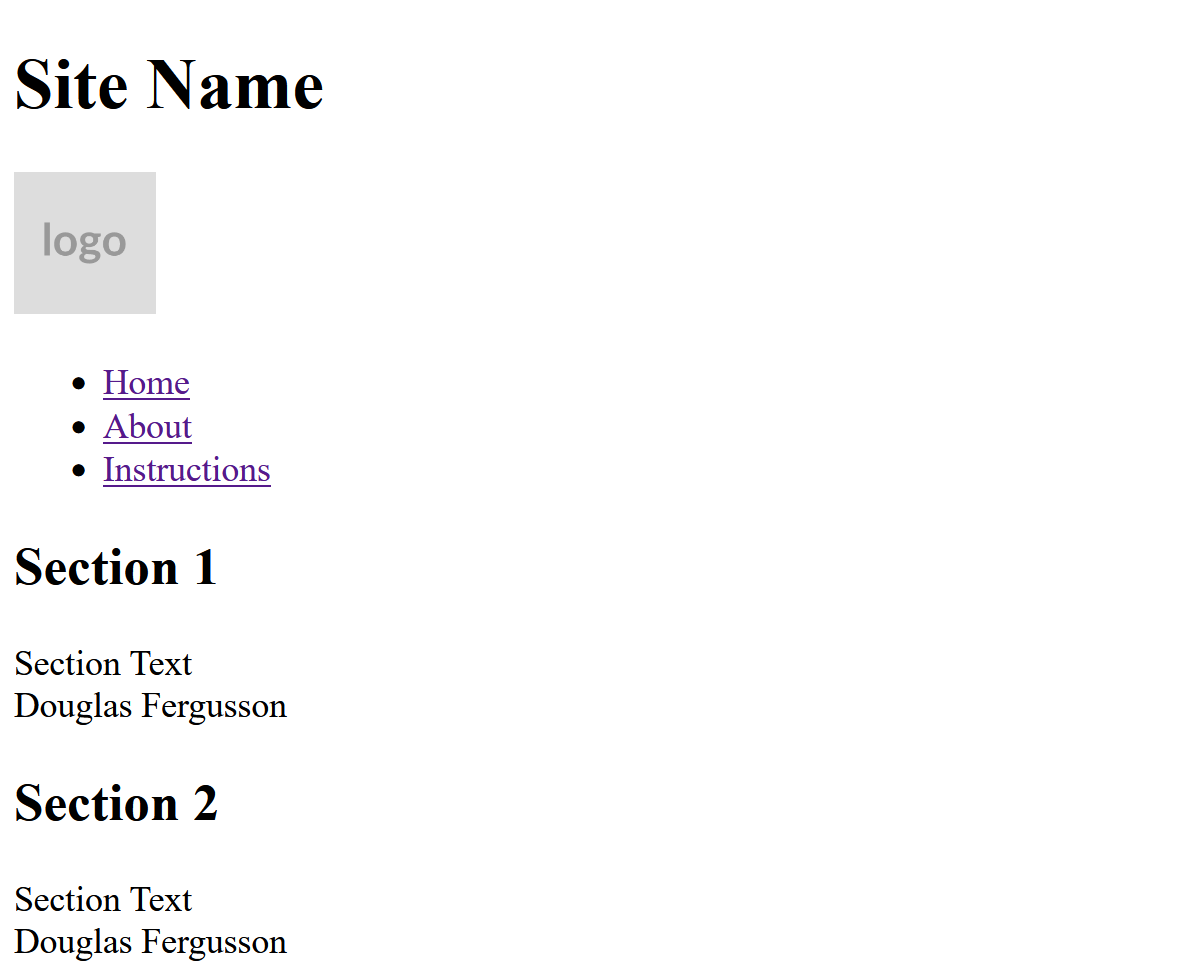 Site Name
logo
Home
About
Instructions
Section 1
Section Text
Douglas Fergusson
Section 2
Section Text
Douglas Fergusson